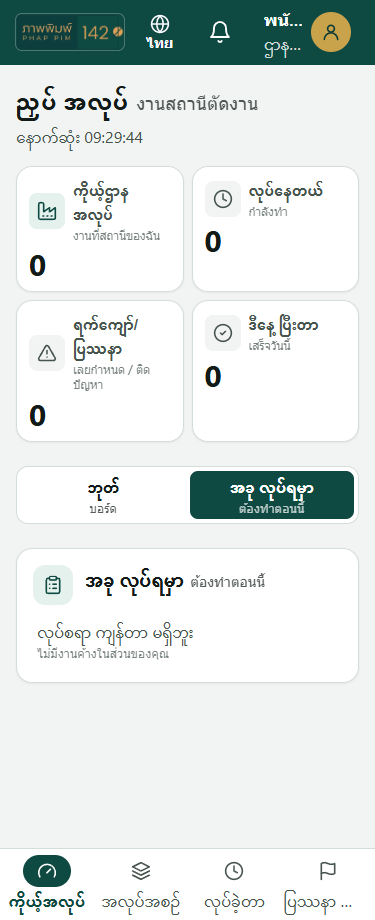 ภาพพิมพ์ 142
PHAP PIM
ไทย
พนั...
ฐาน...
ညှပ် အလုပ် งานสถานีตัดงาน
နောက်ဆုံး 09:29:44
ကိုယ့်ဌာန
အလုပ်
งานที่สถานีของฉัน
0
လုပ်နေတယ်
กำลังทำ
0
ရက်ကျော်/
ပြဿနာ
เลยกำหนด / ติด
ปัญหา
0
ဒီနေ့ ပြီးတာ
เสร็จวันนี้
0
ဘုတ်
บอร์ด
အခု လုပ်ရမှာ
ต้องทำตอนนี้
အခု လုပ်ရမှာ ต้องทำตอนนี้
လုပ်စရာ ကျန်တာ မရှိဘူး
ไม่มีงานค้างในส่วนของคุณ
ကိုယ့်အလုပ် အလုပ်အစဉ် လုပ်ခဲ့တာ ပြဿနာ ...